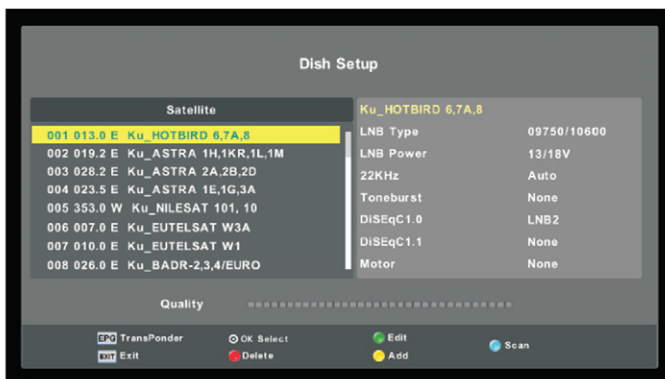 Dish Setup
Satellite
001 013.0 E Ku_HOTBIRD 6,7A,8
002 019.2 E Ku_ASTRA 1H,1KR,1L,1M
003 028.2 E Ku_ASTRA 2A,2B,2D
004 023.5 E Ku_ASTRA 1E,1G,3A
005 353.0 W Ku_NILESAT 101, 10
006 007.0 E Ku_EUTELSAT W3A
007 010.0 E Ku_EUTELSAT W1
008 026.0 E Ku_BADR-2,3,4/EURO
Ku_HOTBIRD 6,7A,8
LNB Type 09750/10600
LNB Power 13/18V
22KHz Auto
Toneburst None
DiSEqC1.0 LNB2
DiSEqC1.1 None
Motor None
Quality
EPG TransPonder OK Select Edit Scan
EXIT Exit Delete Add